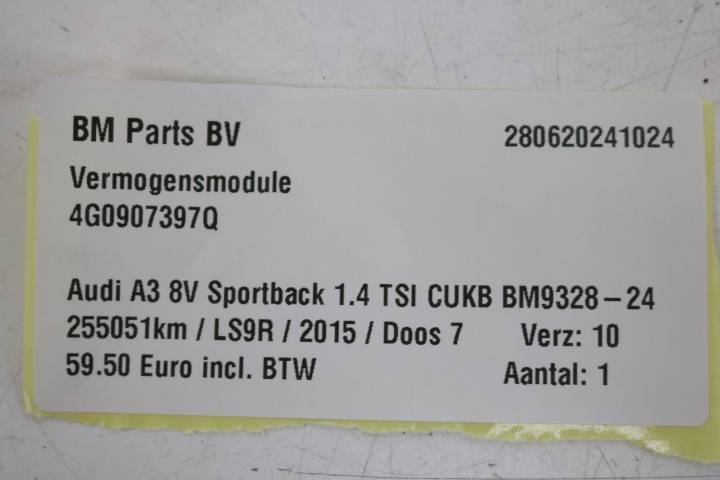 BM Parts BV 280620241024
Vermogensmodule
4G0907397Q
Audi A3 8V Sportback 1.4 TSI CUKB BM9328-24
255051km / LS9R / 2015 / Doos 7 Verz: 10
59.50 Euro incl. BTW Aantal: 1